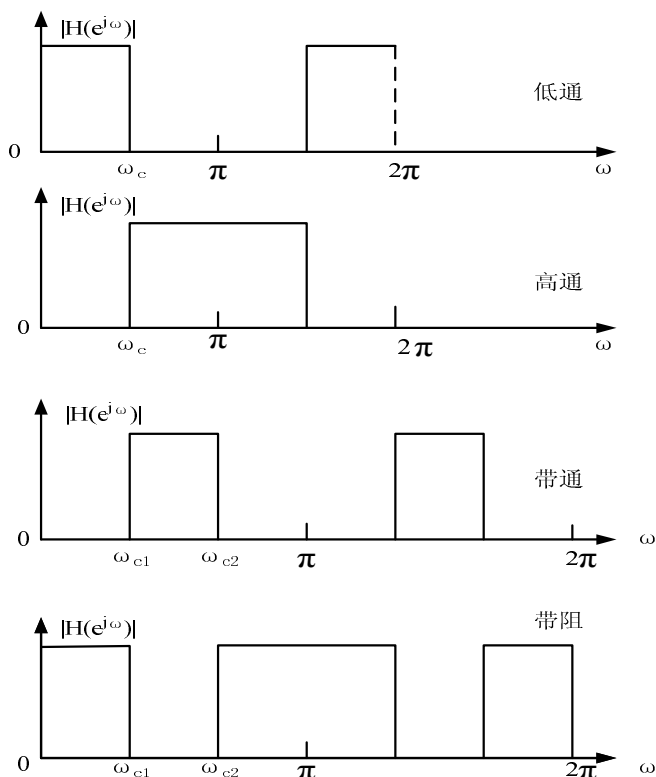 |H(e^jω)|
低通
0
ω_c π 2π ω
|H(e^jω)|
高通
0
ω_c π 2π ω
|H(e^jω)|
带通
0
ω_c1 ω_c2 π 2π ω
|H(e^jω)|
带阻
0
ω_c1 ω_c2 π 2π ω